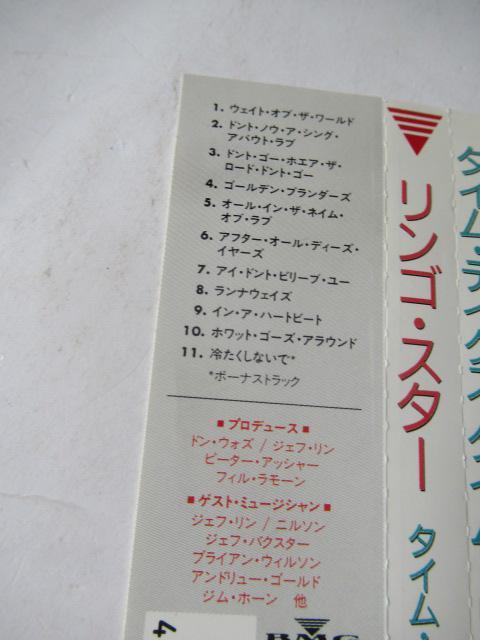 1. ウェイト・オブ・ザ・ワールド
2. ドント・ノウ・ア・シング・
アバウト・ラブ
3. ドント・ゴー・ホエア・ザ・
ロード・ドント・ゴー
4. ゴールデン・ブランダーズ
5. オール・イン・ザ・ネイム・
オブ・ラブ
6. アフター・オール・ディーズ・
イヤーズ
7. アイ・ドント・ビリーブ・ユー
8. ランナウェイズ
9. イン・ア・ハートビート
10. ホワット・ゴーズ・アラウンド
11. 冷たくしないで*
*ボーナストラック
■プロデュース■
ドン・ウォズ / ジェフ・リン
ピーター・アッシャー
フィル・ラモーン
■ゲスト・ミュージシャン■
ジェフ・リン / ニルソン
ジェフ・バクスター
ブライアン・ウィルソン
アンドリュー・ゴールド
ジム・ホーン 他
BMG
リンゴ・スター タイム・
タイム・テイクス・タイム